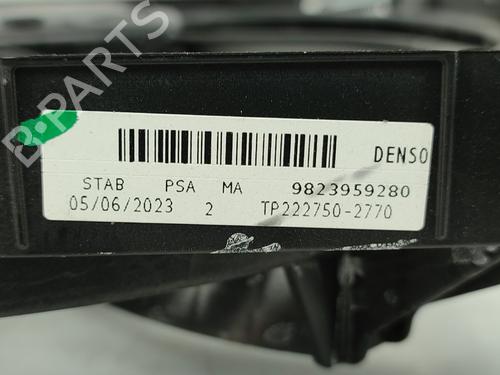 DENSO
STAB PSA MA 9823959280
05/06/2023 2 TP222750-2770
B-PARTS